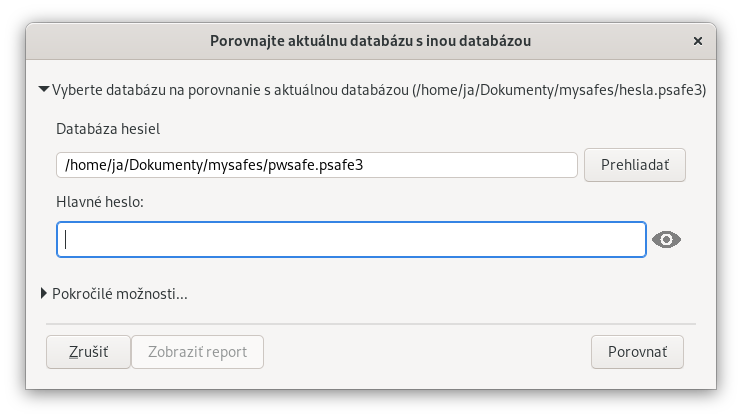 Porovnajte aktuálnu databázu s inou databázou
Vyberte databázu na porovnanie s aktuálnou databázou (/home/ja/Dokumenty/mysafes/hesla.psafe3)
Databáza hesiel
/home/ja/Dokumenty/mysafes/pwsafe.psafe3
Prehliadať
Hlavné heslo:
Pokročilé možnosti...
Zrušiť
Zobraziť report
Porovnať